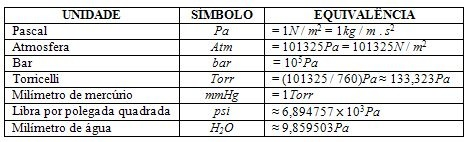 UNIDADE SÍMBOLO EQUIVALÊNCIA
Pascal Pa = 1N / m² = 1kg / m . s²
Atmosfera Atm = 101325Pa = 101325N / m²
Bar bar = 10⁵Pa
Torricelli Torr = (101325 / 760)Pa ≈ 133,323Pa
Milímetro de mercúrio mmHg = 1Torr
Libra por polegada quadrada psi ≈ 6,894757 x 10³Pa
Milímetro de água H₂O ≈ 9,859503Pa